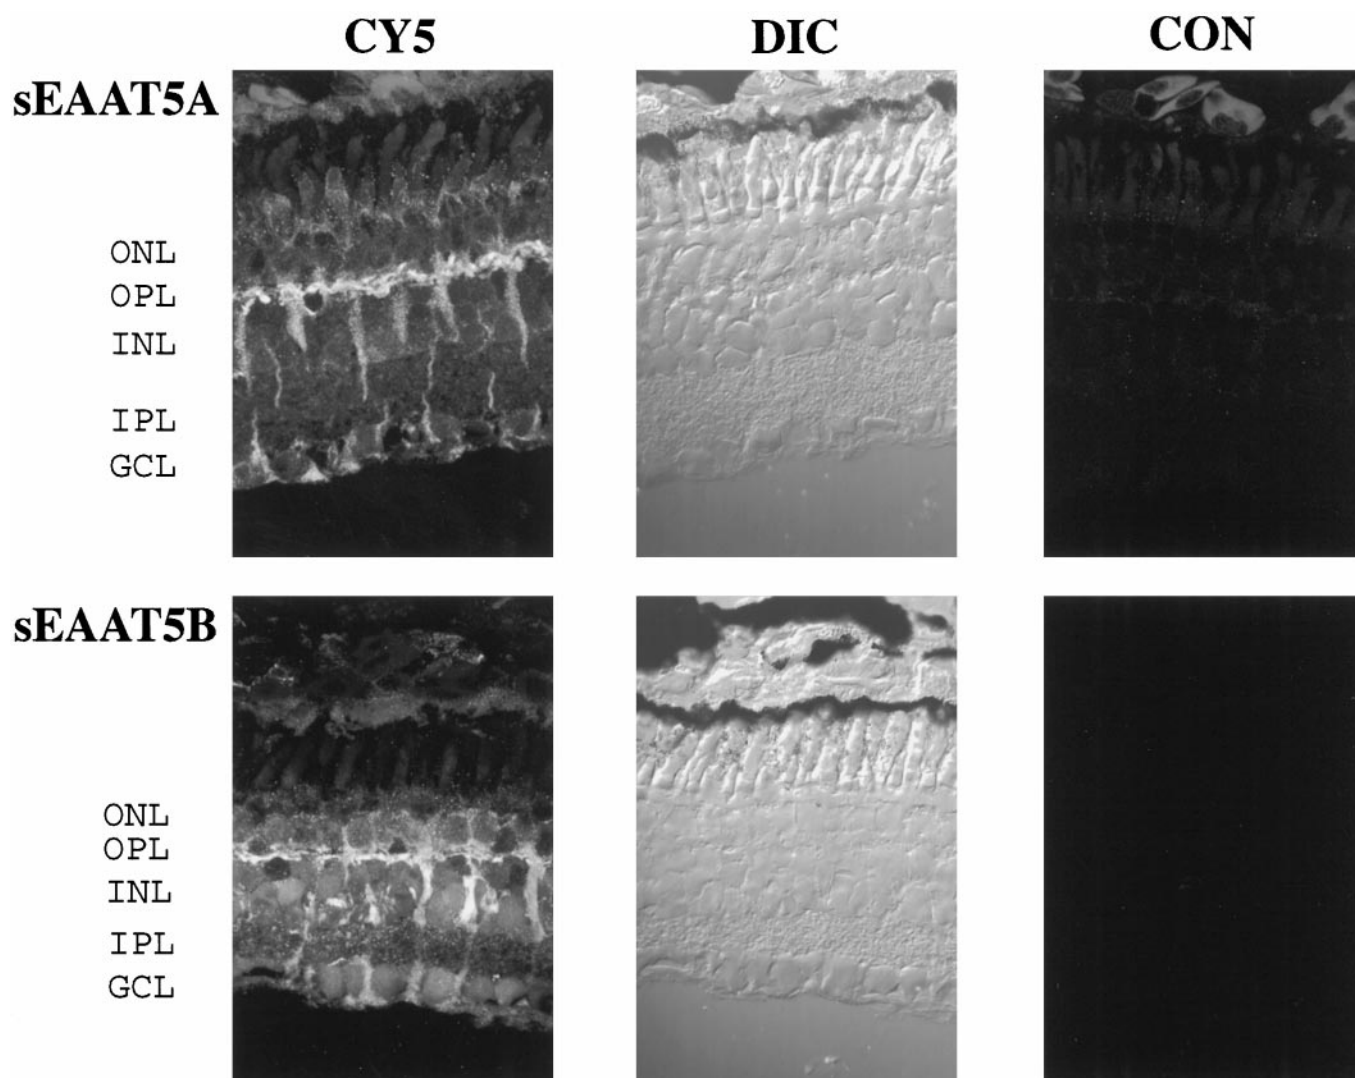 CY5 DIC CON
sEAAT5A
ONL
OPL
INL
IPL
GCL
sEAAT5B
ONL
OPL
INL
IPL
GCL